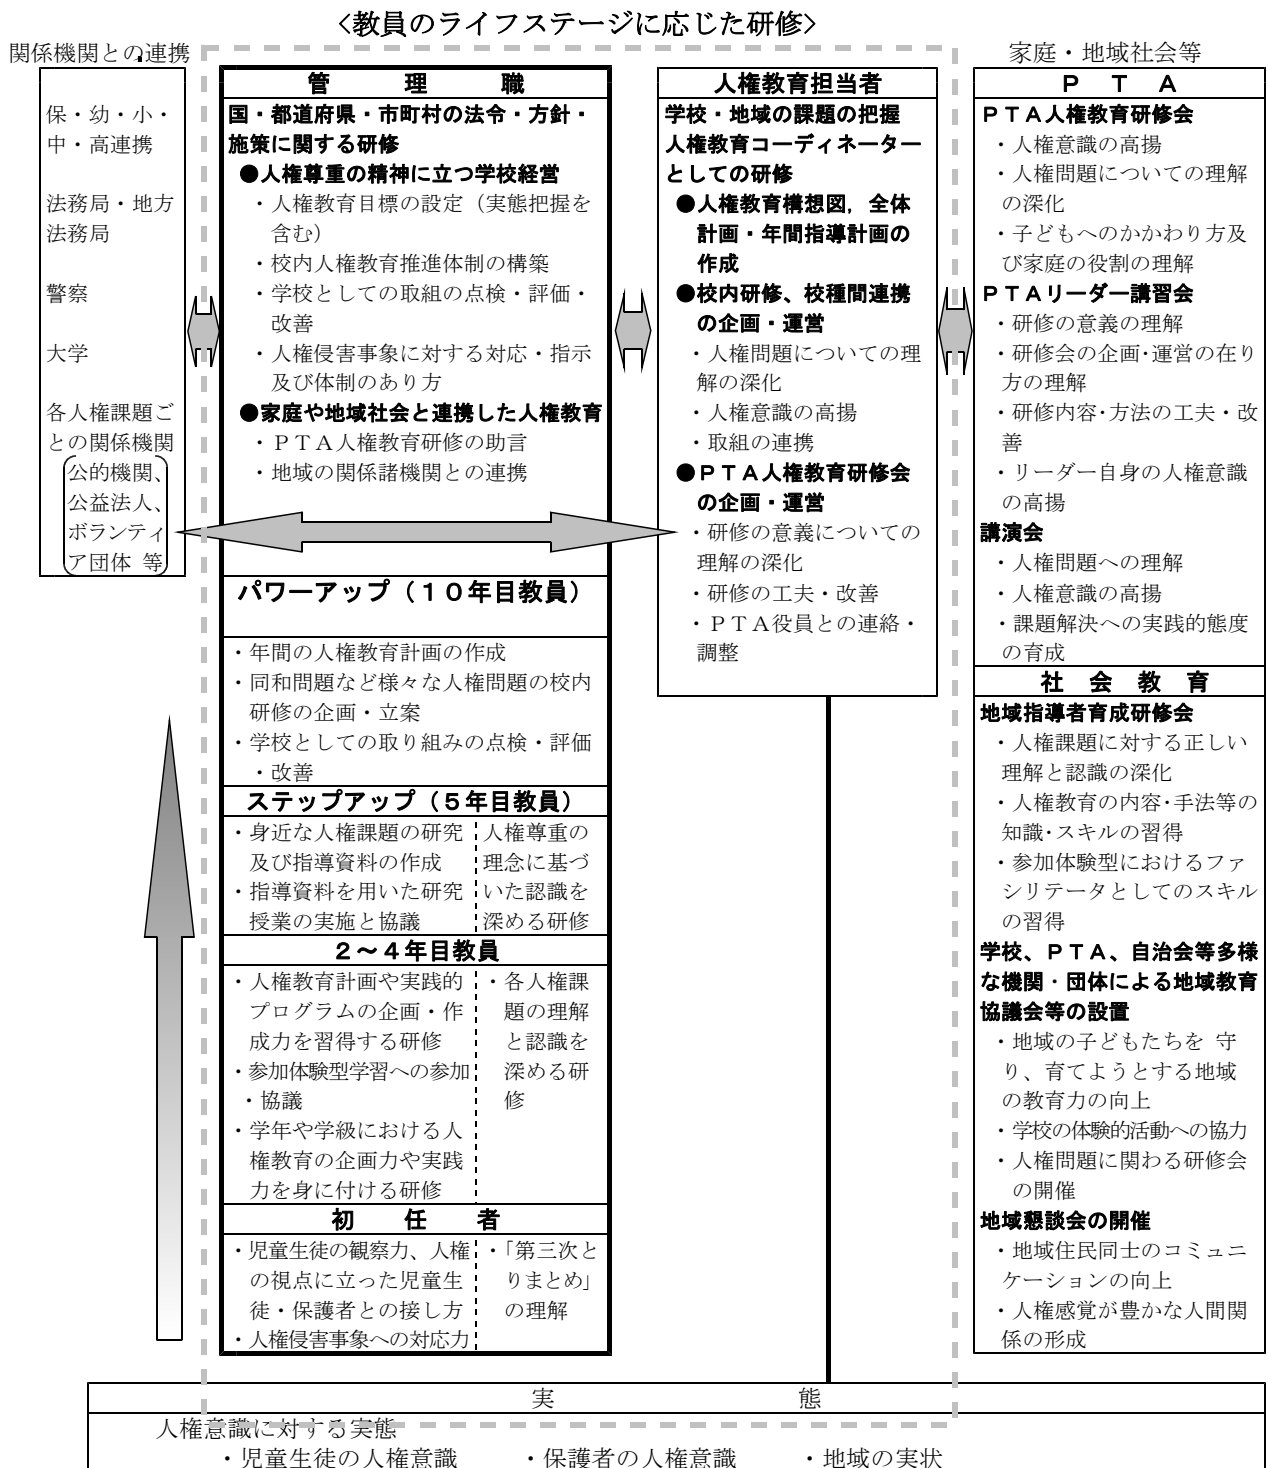 <教員のライフステージに応じた研修>
関係機関との連携
保・幼・小・
中・高連携
法務局・地方
法務局
警察
大学
各人権課題ご
との関係機関
公的機関、
公益法人、
ボランティ
ア団体 等
管 理 職
国・都道府県・市町村の法令・方針・
施策に関する研修
●人権尊重の精神に立つ学校経営
・人権教育目標の設定（実態把握を
含む）
・校内人権教育推進体制の構築
・学校としての取組の点検・評価・
改善
・人権侵害事象に対する対応・指示
及び体制のあり方
●家庭や地域社会と連携した人権教育
・ＰＴＡ人権教育研修の助言
・地域の関係諸機関との連携
パワーアップ（１０年目教員）
・年間の人権教育計画の作成
・同和問題など様々な人権問題の校内
研修の企画・立案
・学校としての取り組みの点検・評価
・改善
ステップアップ（５年目教員）
・身近な人権課題の研究
及び指導資料の作成
・指導資料を用いた研究
授業の実施と協議
人権尊重の
理念に基づ
いた認識を
深める研修
２～４年目教員
・人権教育計画や実践的
プログラムの企画・作
成力を習得する研修
・参加体験型学習への参加
・協議
・学年や学級における人
権教育の企画力や実践
力を身に付ける研修
・各人権課
題の理解
と認識を
深める研
修
初 任 者
・児童生徒の観察力、人権
の視点に立った児童生
徒・保護者との接し方
・人権侵害事象への対応力
・「第三次と
りまとめ」
の理解
人権教育担当者
学校・地域の課題の把握
人権教育コーディネーター
としての研修
●人権教育構想図，全体
計画・年間指導計画の
作成
●校内研修、校種間連携
の企画・運営
・人権問題についての理
解の深化
・人権意識の高揚
・取組の連携
●ＰＴＡ人権教育研修会
の企画・運営
・研修の意義についての
理解の深化
・研修の工夫・改善
・ＰＴＡ役員との連絡・
調整
家庭・地域社会等
Ｐ Ｔ Ａ
ＰＴＡ人権教育研修会
・人権意識の高揚
・人権問題についての理解
の深化
・子どもへのかかわり方及
び家庭の役割の理解
ＰＴＡリーダー講習会
・研修の意義の理解
・研修会の企画・運営の在り
方の理解
・研修内容・方法の工夫・改
善
・リーダー自身の人権意識
の高揚
講演会
・人権問題への理解
・人権意識の高揚
・課題解決への実践的態度
の育成
社 会 教 育
地域指導者育成研修会
・人権課題に対する正しい
理解と認識の深化
・人権教育の内容・手法等の
知識・スキルの習得
・参加体験型におけるファ
シリテータとしてのスキル
の習得
学校、ＰＴＡ、自治会等多様
な機関・団体による地域教育
協議会等の設置
・地域の子どもたちを 守
り、育てようとする地域
の教育力の向上
・学校の体験的活動への協力
・人権問題に関わる研修会
の開催
地域懇談会の開催
・地域住民同士のコミュニ
ケーションの向上
・人権感覚が豊かな人間関
係の形成
実 態
人権意識に対する実態
・児童生徒の人権意識 ・保護者の人権意識 ・地域の実状